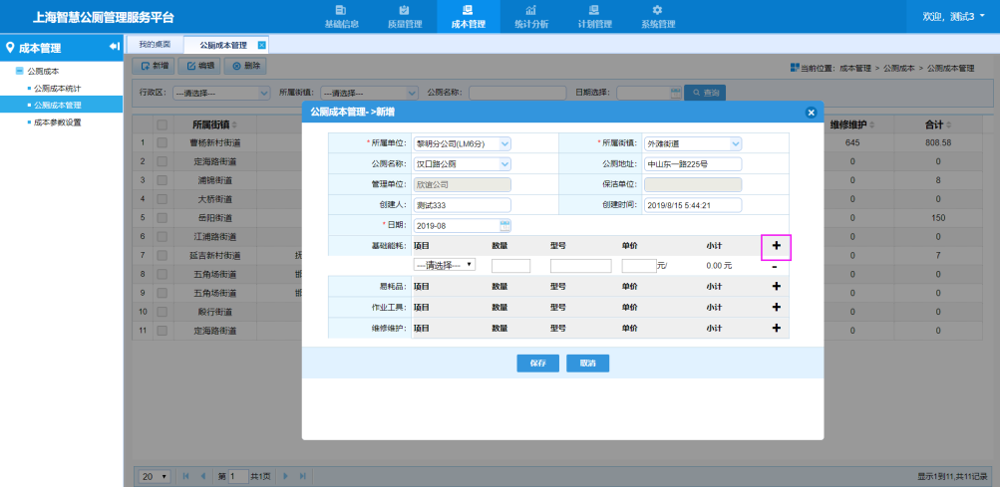 上海智慧公厕管理服务平台
基础信息 质量管理 成本管理 统计分析 计划管理 系统管理
欢迎, 测试3
成本管理
我的桌面 公厕成本管理
公厕成本
公厕成本统计
公厕成本管理
成本参数设置
新增 编辑 删除
当前位置: 成本管理 > 公厕成本 > 公厕成本管理
行政区: ---请选择--- 所属街镇: ---请选择--- 公厕名称: 日期选择: 查询
所属街镇 维修维护 合计
1 曹杨新村街道 645 808.58
2 定海路街道 0 0
3 浦锦街道 0 8
4 大桥街道 0 0
5 岳阳街道 0 150
6 江浦路街道 0 0
7 延吉新村街道 抚 0 7
8 五角场街道 邯 0 0
9 五角场街道 邯 0 0
10 殷行街道 0 0
11 定海路街道 0 0
公厕成本管理->新增
* 所属单位: 黎明分公司(LM6分) * 所属街镇: 外滩街道
公厕名称: 汉口路公厕 公厕地址: 中山东一路225号
管理单位: 欣谊公司 保洁单位:
创建人: 测试333 创建时间: 2019/8/15 5:44:21
* 日期: 2019-08
基础能耗: 项目 数量 型号 单价 小计 +
---请选择--- 元/ 0.00 元 -
易耗品: 项目 数量 型号 单价 小计 +
作业工具: 项目 数量 型号 单价 小计 +
维修维护: 项目 数量 型号 单价 小计 +
保存 取消
20 第 1 共1页 显示1到11,共11记录